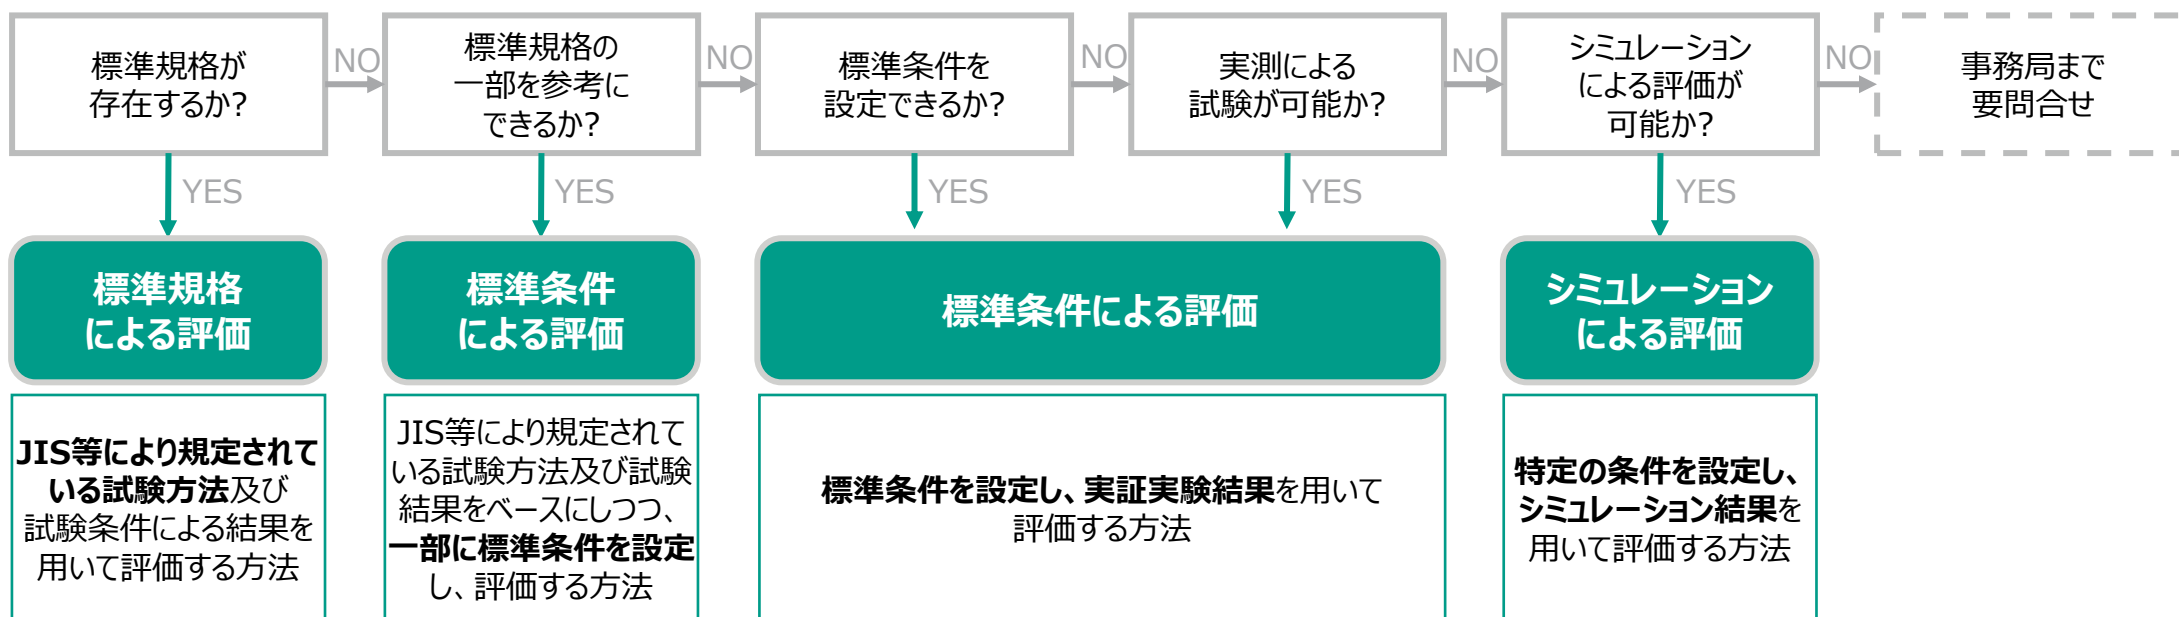 標準規格が
存在するか?
NO
標準規格の
一部を参考に
できるか?
NO
標準条件を
設定できるか?
NO
実測による
試験が可能か?
NO
シミュレーション
による評価が
可能か?
NO
事務局まで
要問合せ
YES
YES
YES
YES
YES
標準規格
による評価
標準条件
による評価
標準条件による評価
シミュレーション
による評価
JIS等により規定されて
いる試験方法及び
試験条件による結果を
用いて評価する方法
JIS等により規定されて
いる試験方法及び試験
結果をベースにしつつ、
一部に標準条件を設定
し、評価する方法
標準条件を設定し、実証実験結果を用いて
評価する方法
特定の条件を設定し、
シミュレーション結果を
用いて評価する方法